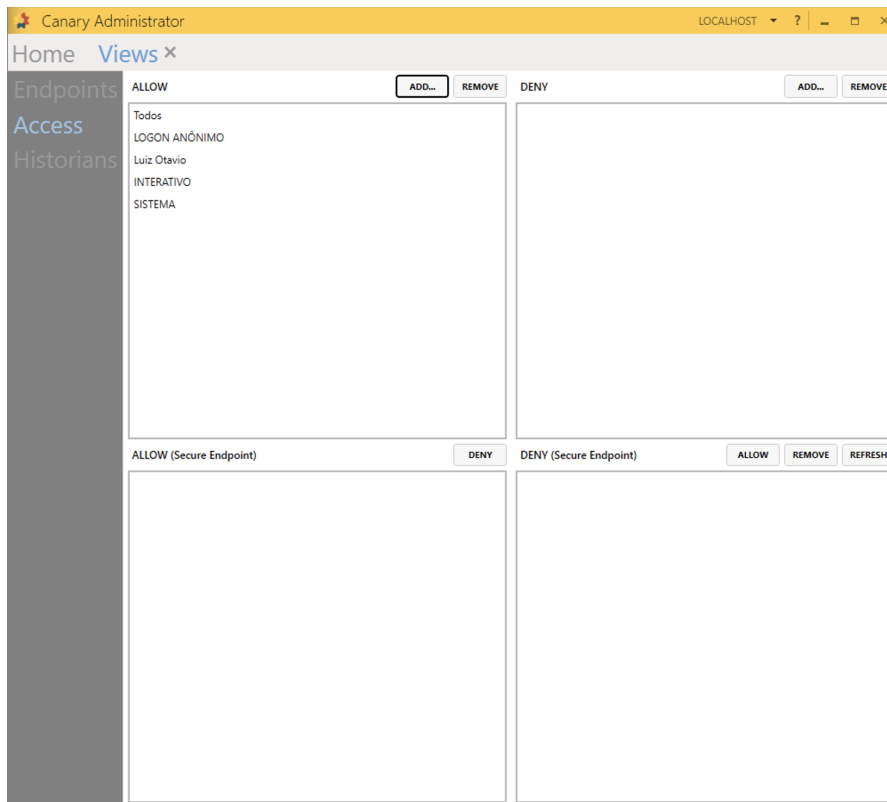 Canary Administrator LOCALHOST ?
Home Views ×
Endpoints
Access
Historians
ALLOW ADD... REMOVE
Todos
LOGON ANÔNIMO
Luiz Otavio
INTERATIVO
SISTEMA
DENY ADD... REMOVE
ALLOW (Secure Endpoint) DENY
DENY (Secure Endpoint) ALLOW REMOVE REFRESH